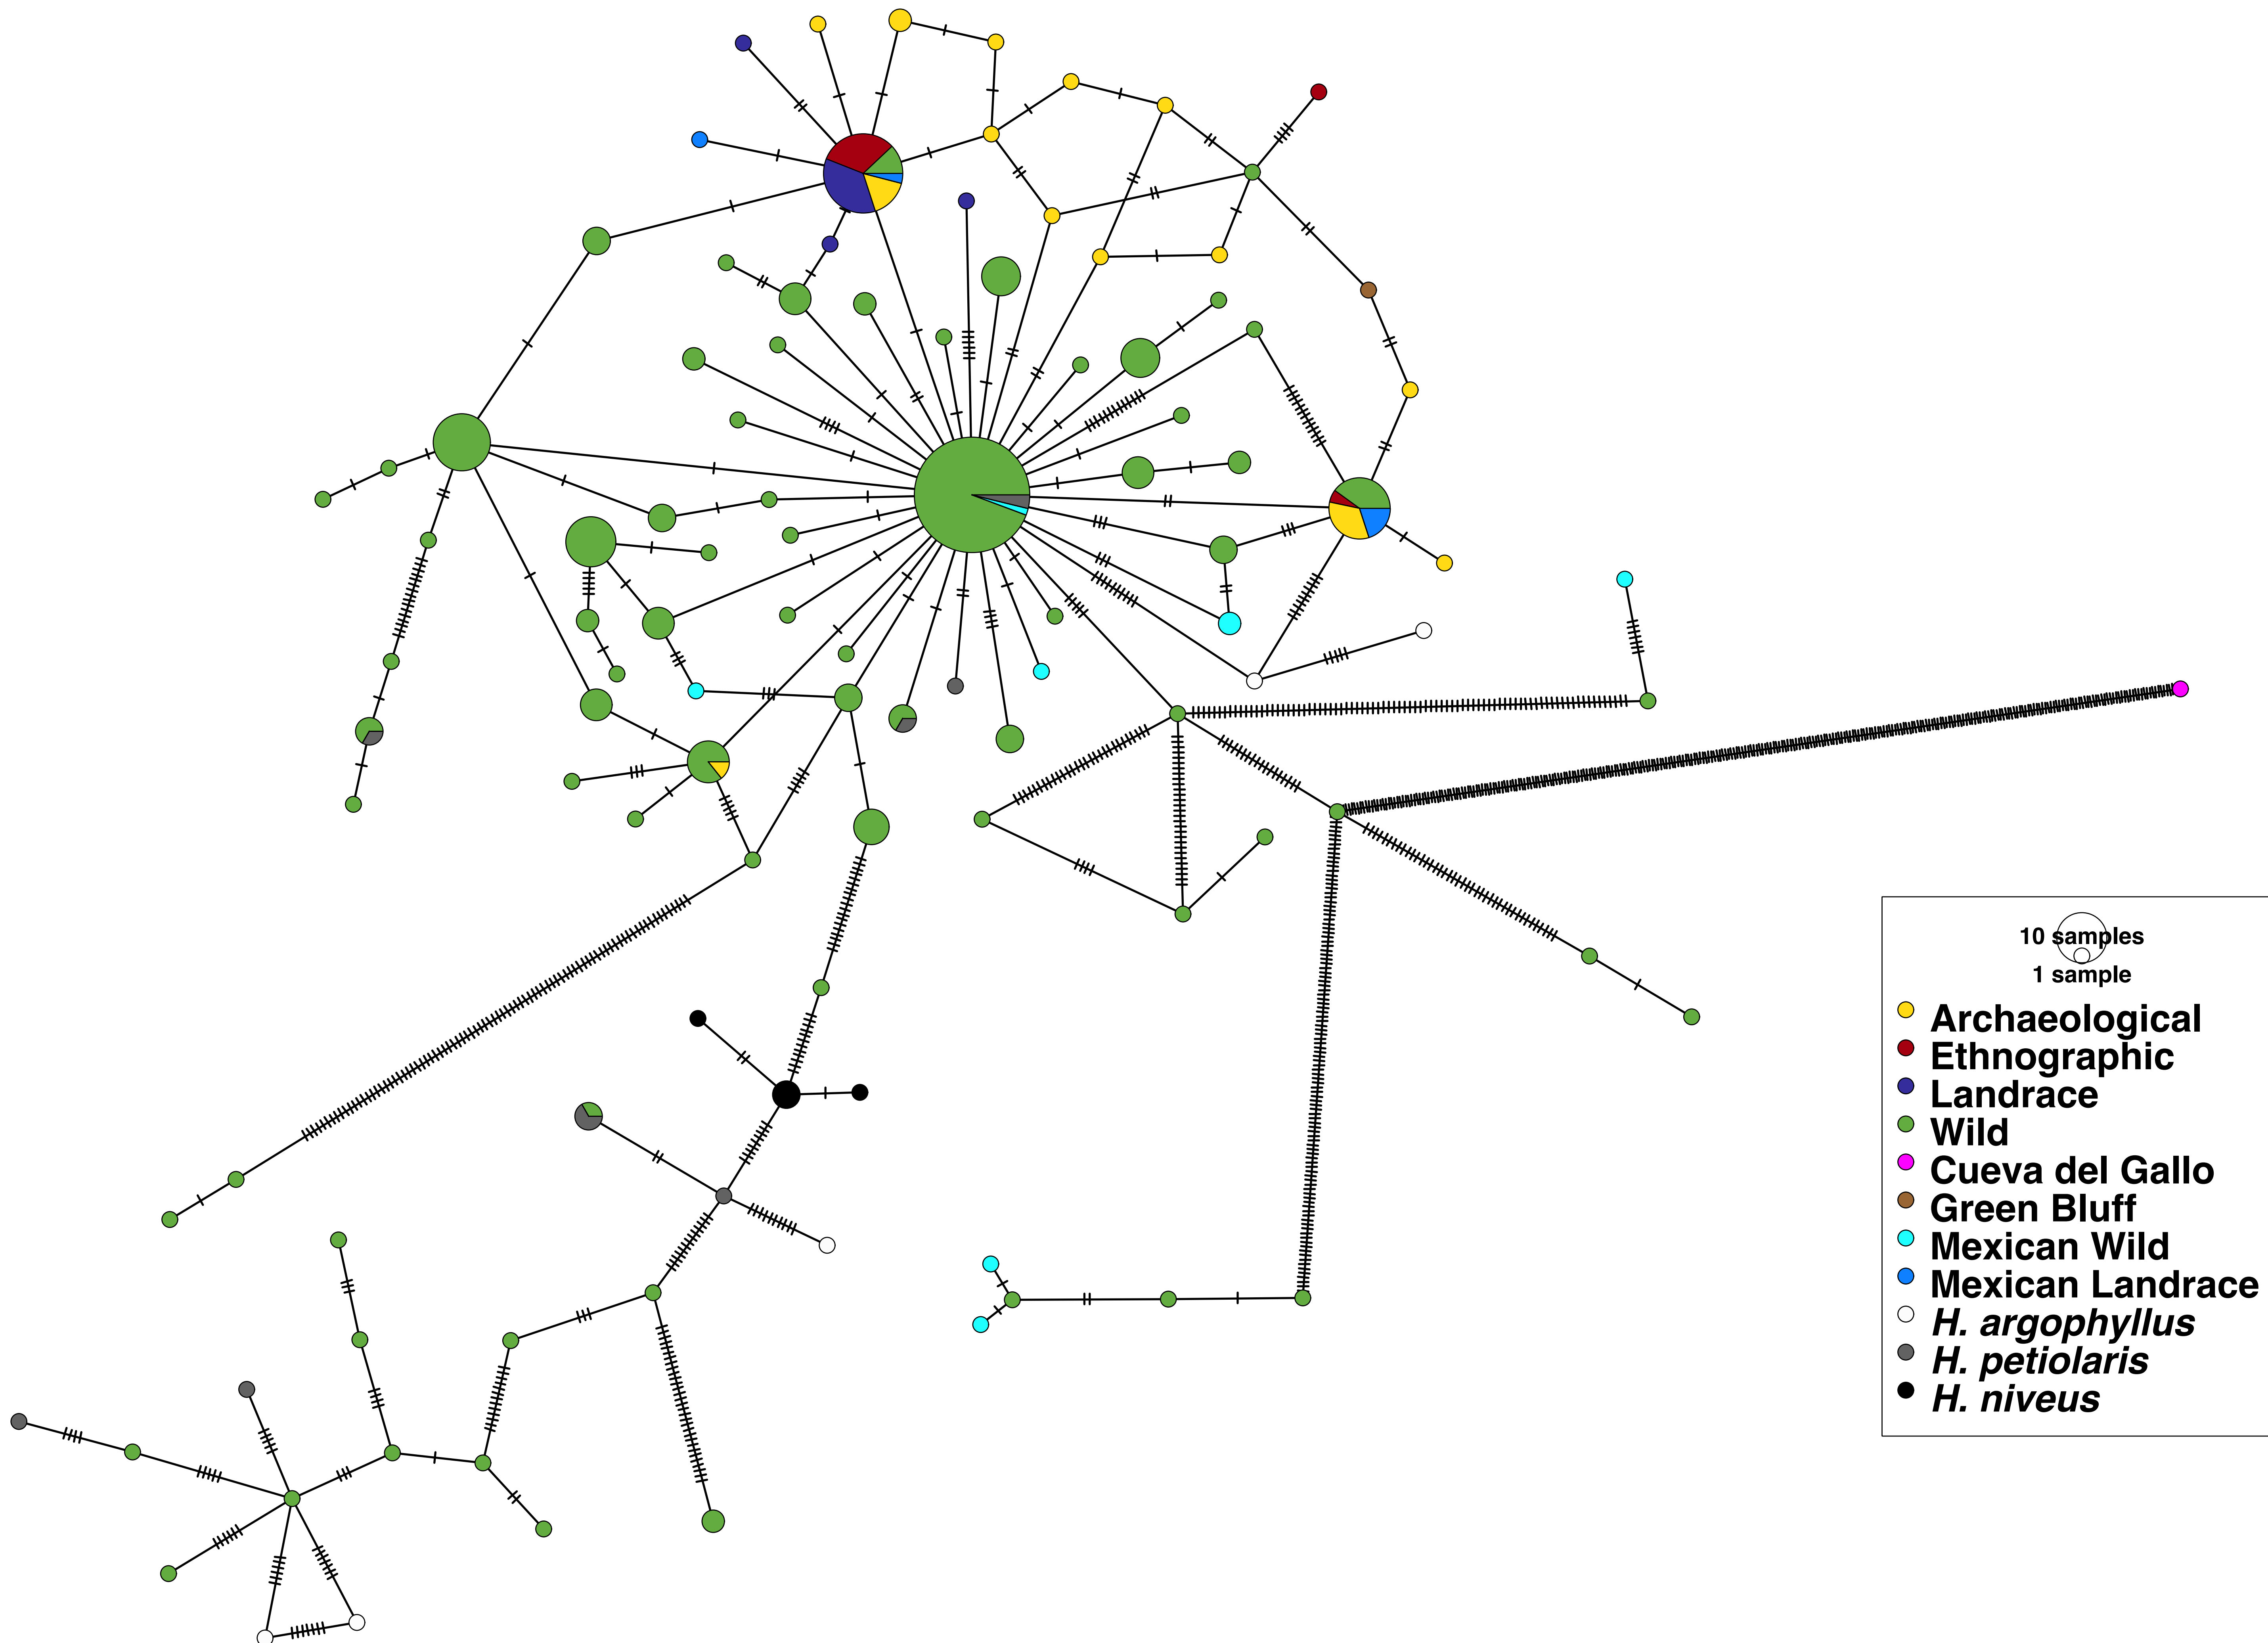 10 samples
1 sample
Archaeological
Ethnographic
Landrace
Wild
Cueva del Gallo
Green Bluff
Mexican Wild
Mexican Landrace
H. argophyllus
H. petiolaris
H. niveus